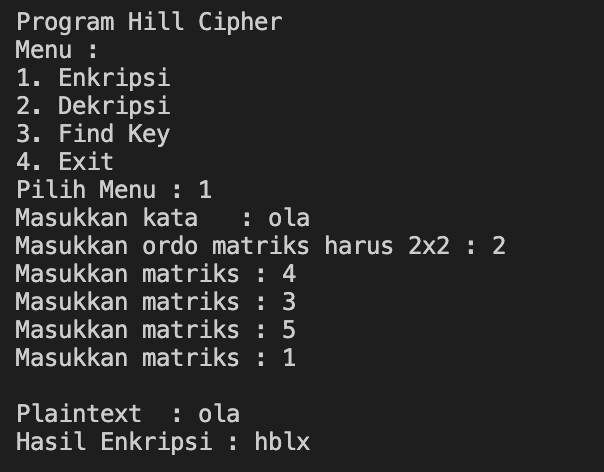 Program Hill Cipher
Menu :
1. Enkripsi
2. Dekripsi
3. Find Key
4. Exit
Pilih Menu : 1
Masukkan kata   : ola
Masukkan ordo matriks harus 2x2 : 2
Masukkan matriks : 4
Masukkan matriks : 3
Masukkan matriks : 5
Masukkan matriks : 1

Plaintext  : ola
Hasil Enkripsi : hblx